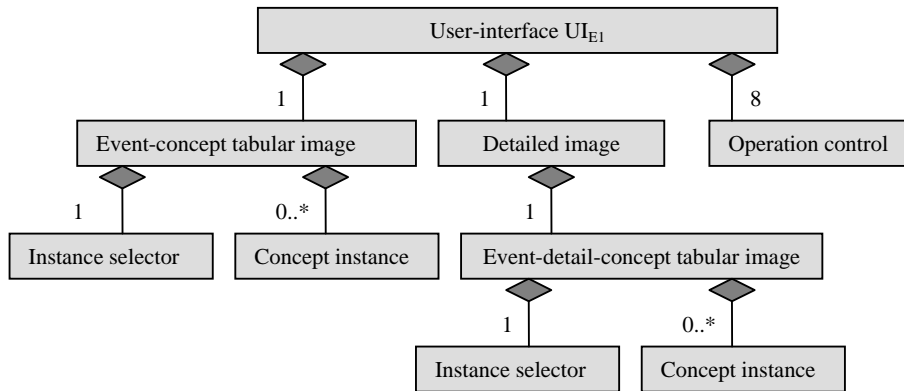 User-interface UI_E1
1
1
8
Event-concept tabular image
Detailed image
Operation control
1
0..*
1
Instance selector
Concept instance
Event-detail-concept tabular image
1
0..*
Instance selector
Concept instance